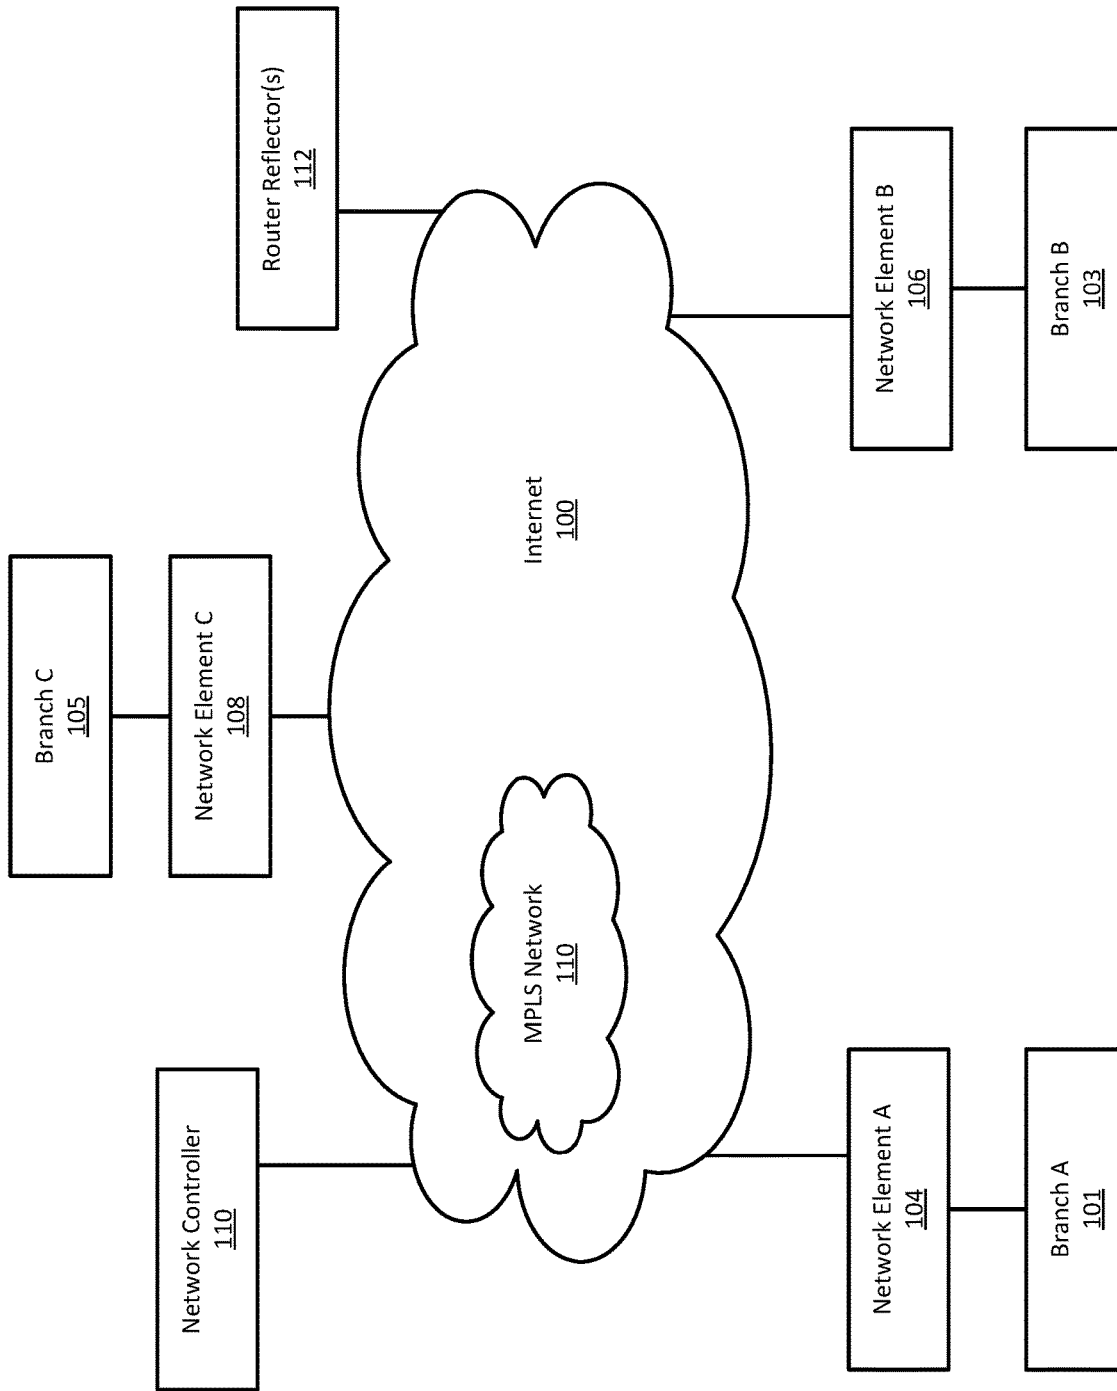 Branch C
105
Network Controller
110
Network Element C
108
Router Reflector(s)
112
MPLS Network
110
Internet
100
Network Element A
104
Network Element B
106
Branch A
101
Branch B
103